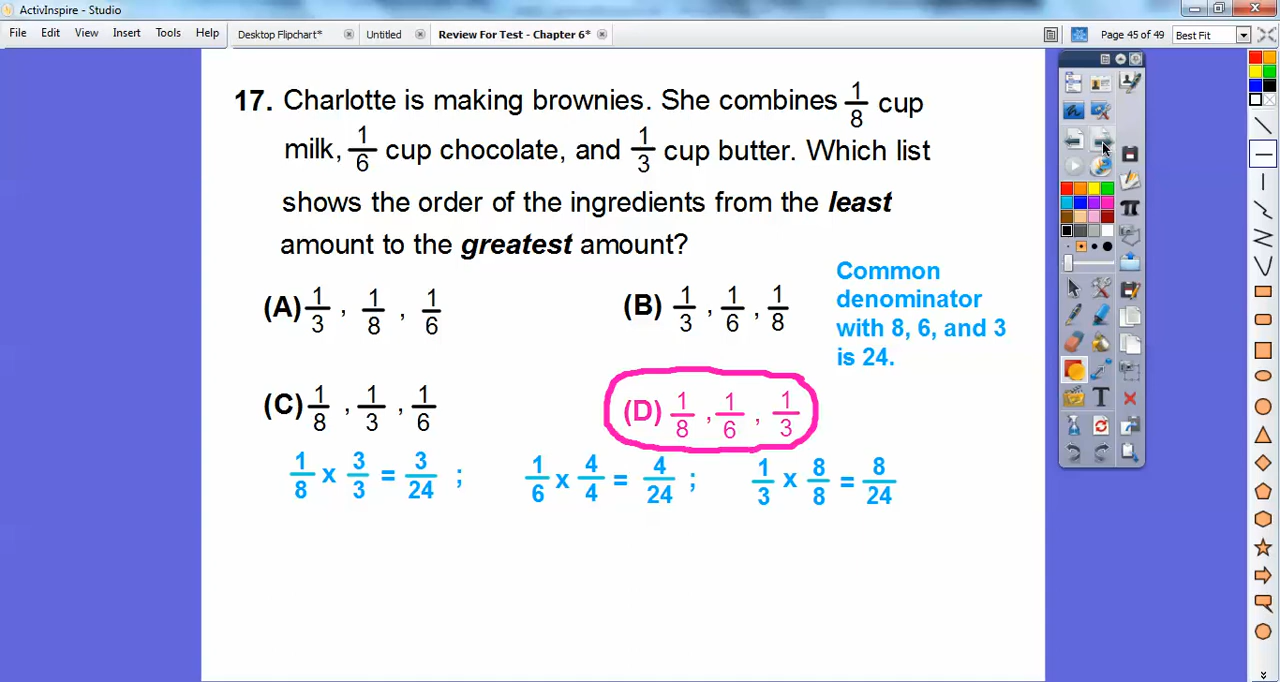 ActivInspire - Studio
File Edit View Insert Tools Help
Desktop Flipchart* Untitled Review For Test - Chapter 6* Page 45 of 49 Best Fit
17. Charlotte is making brownies. She combines 1/8 cup
milk, 1/6 cup chocolate, and 1/3 cup butter. Which list
shows the order of the ingredients from the least
amount to the greatest amount?
(A) 1/3 , 1/8 , 1/6
(B) 1/3 , 1/6 , 1/8
Common
denominator
with 8, 6, and 3
is 24.
(C) 1/8 , 1/3 , 1/6
(D) 1/8 , 1/6 , 1/3
1/8 x 3/3 = 3/24 ; 1/6 x 4/4 = 4/24 ; 1/3 x 8/8 = 8/24